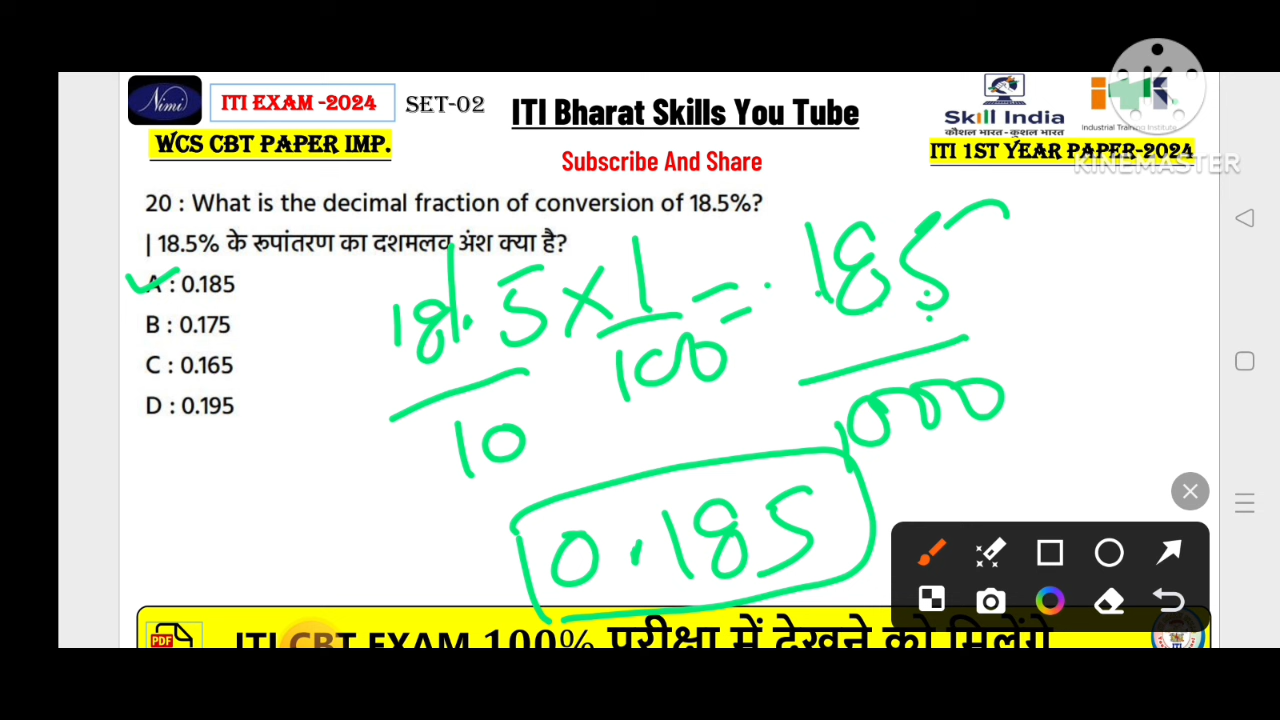 Nimi
ITI EXAM -2024
SET-02
ITI Bharat Skills You Tube
Skill India
कौशल भारत - कुशल भारत
Industrial Training Institute
WCS CBT PAPER IMP.
Subscribe And Share
ITI 1ST YEAR PAPER-2024
KINEMASTER
20 : What is the decimal fraction of conversion of 18.5%?
| 18.5% के रूपांतरण का दशमलव अंश क्या है?
A : 0.185
B : 0.175
C : 0.165
D : 0.195
18.5 × 1 = 185
10 100 1000
0.185
PDF
ITI CBT EXAM 100% परीक्षा में देखने को मिलेंगे